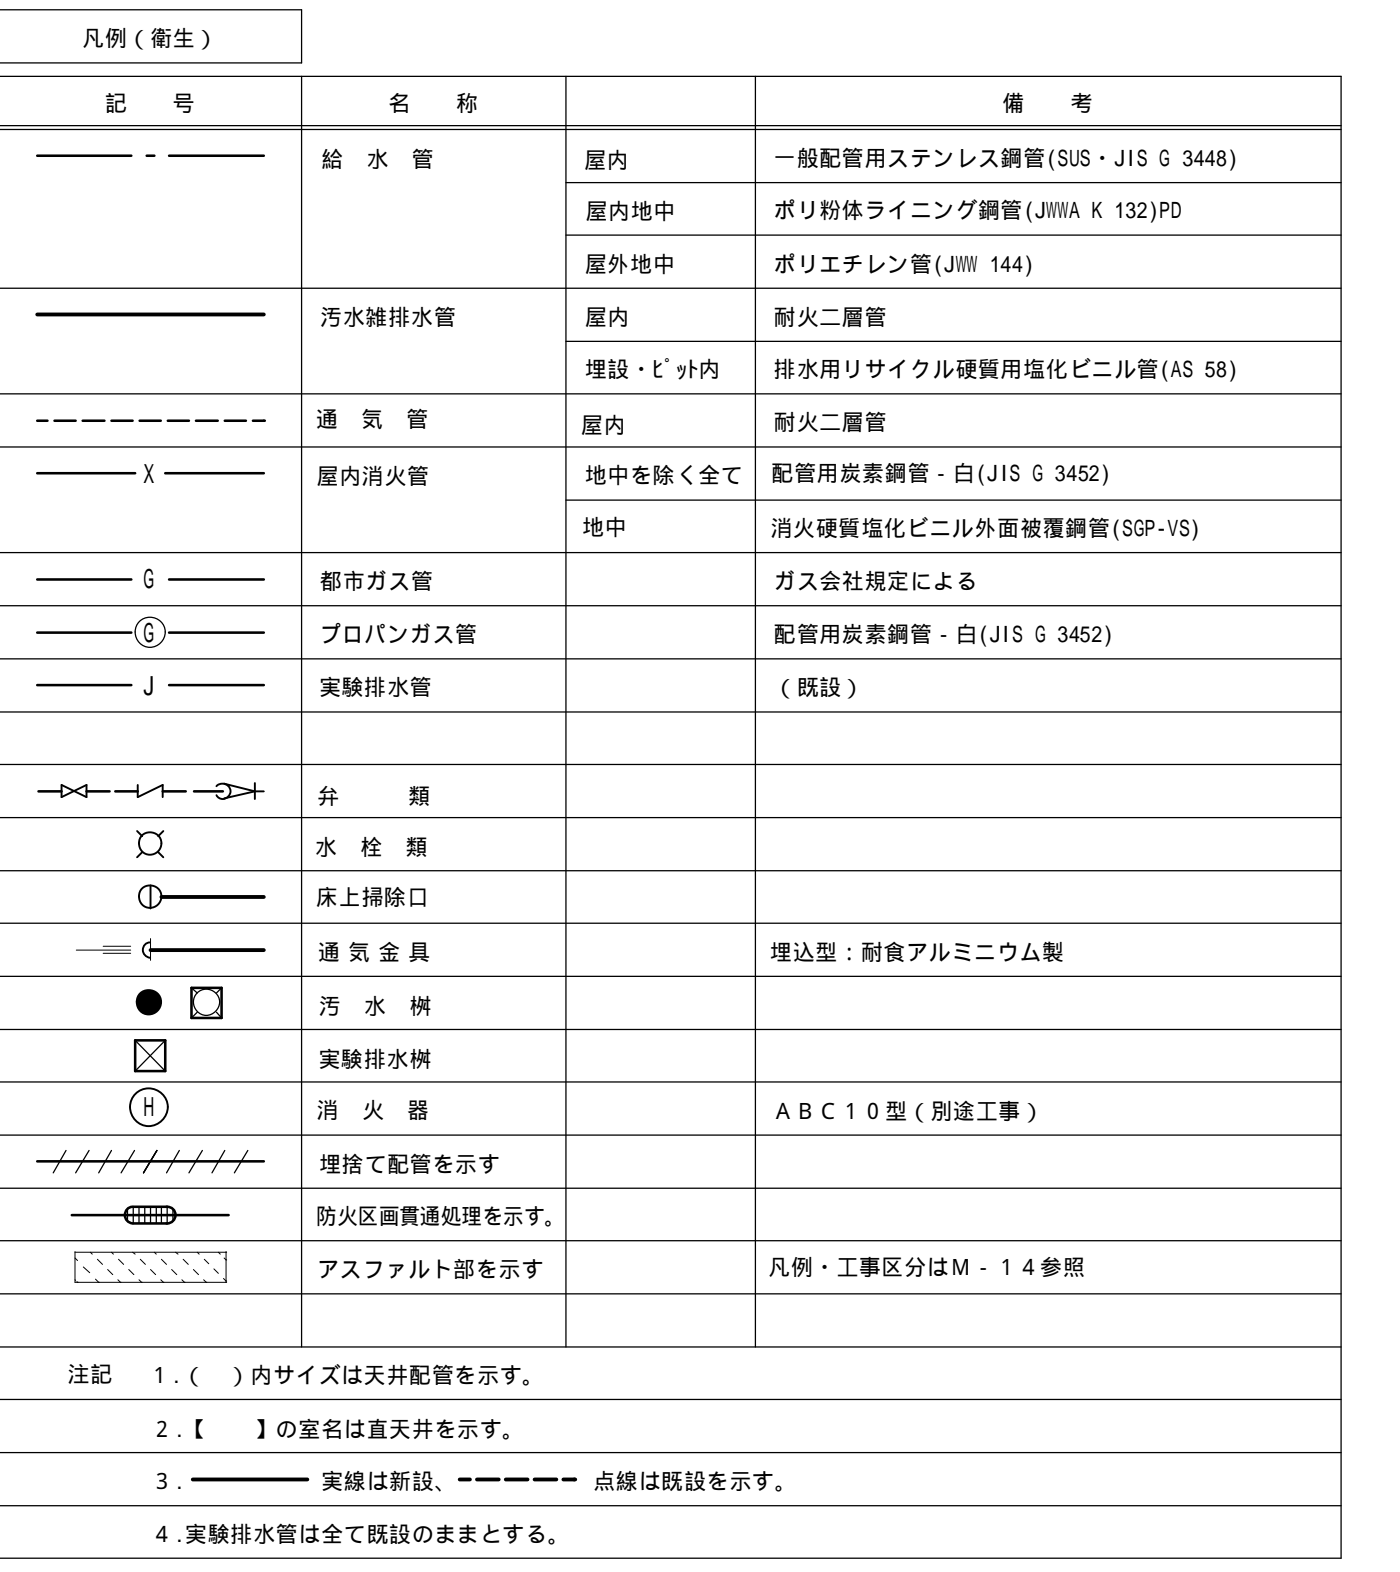 凡例(衛生)
記 号 名 称 備 考
給 水 管 屋内 一般配管用ステンレス鋼管(SUS・JIS G 3448)
屋内地中 ポリ粉体ライニング鋼管(JWWA K 132)PD
屋外地中 ポリエチレン管(JWW 144)
汚水雑排水管 屋内 耐火二層管
埋設・ピット内 排水用リサイクル硬質用塩化ビニル管(AS 58)
通 気 管 屋内 耐火二層管
X 屋内消火管 地中を除く全て 配管用炭素鋼管 - 白(JIS G 3452)
地中 消火硬質塩化ビニル外面被覆鋼管(SGP-VS)
G 都市ガス管 ガス会社規定による
G プロパンガス管 配管用炭素鋼管 - 白(JIS G 3452)
J 実験排水管 (既設)
弁 類
水 栓 類
床上掃除口
通 気 金 具 埋込型:耐食アルミニウム製
汚 水 桝
実験排水桝
H 消 火 器 ABC10型(別途工事)
埋捨て配管を示す
防火区画貫通処理を示す。
アスファルト部を示す 凡例・工事区分はM-14参照
注記 1.( )内サイズは天井配管を示す。
2.【 】の室名は直天井を示す。
3. 実線は新設、 点線は既設を示す。
4.実験排水管は全て既設のままとする。